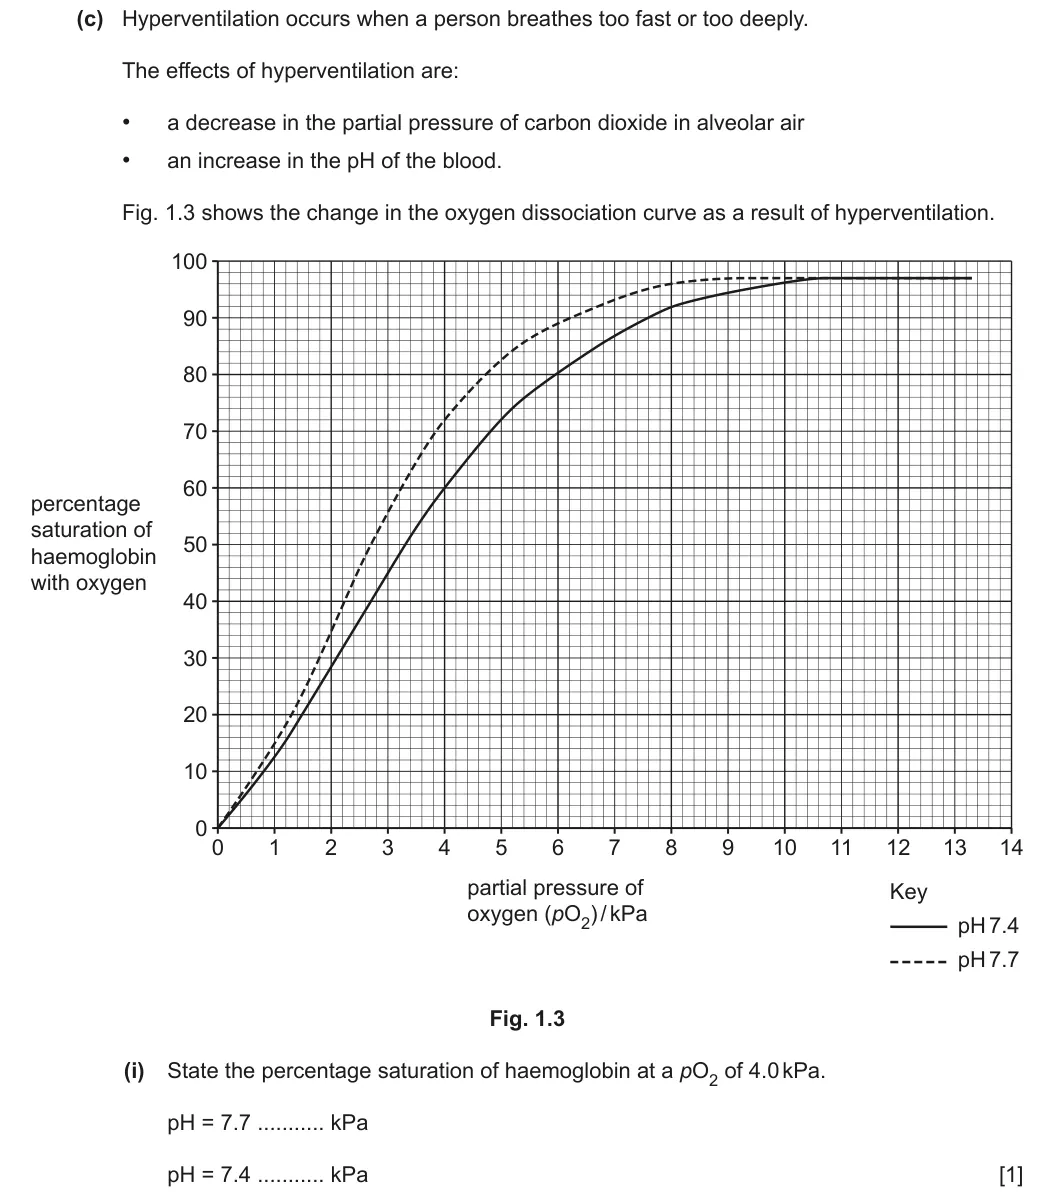 (c) Hyperventilation occurs when a person breathes too fast or too deeply.
The effects of hyperventilation are:
• a decrease in the partial pressure of carbon dioxide in alveolar air
• an increase in the pH of the blood.
Fig. 1.3 shows the change in the oxygen dissociation curve as a result of hyperventilation.
100
90
80
70
60
50
40
30
20
10
0
percentage
saturation of
haemoglobin
with oxygen
0 1 2 3 4 5 6 7 8 9 10 11 12 13 14
partial pressure of
oxygen (pO₂)/kPa
Key
pH 7.4
pH 7.7
Fig. 1.3
(i) State the percentage saturation of haemoglobin at a pO₂ of 4.0 kPa.
pH = 7.7 ........... kPa
pH = 7.4 ........... kPa [1]